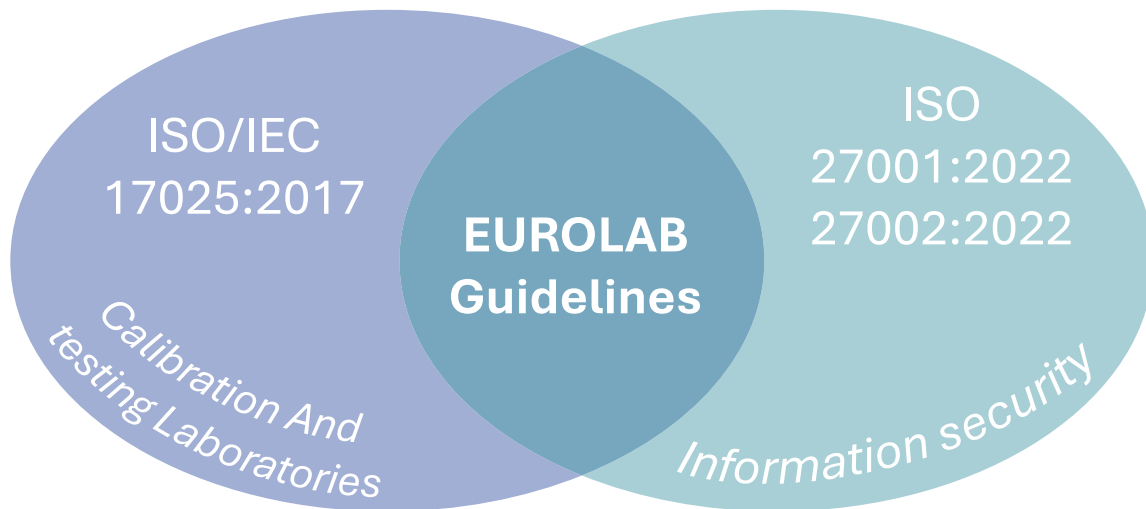 ISO/IEC
17025:2017
Calibration And
testing Laboratories
EUROLAB
Guidelines
ISO
27001:2022
27002:2022
Information security